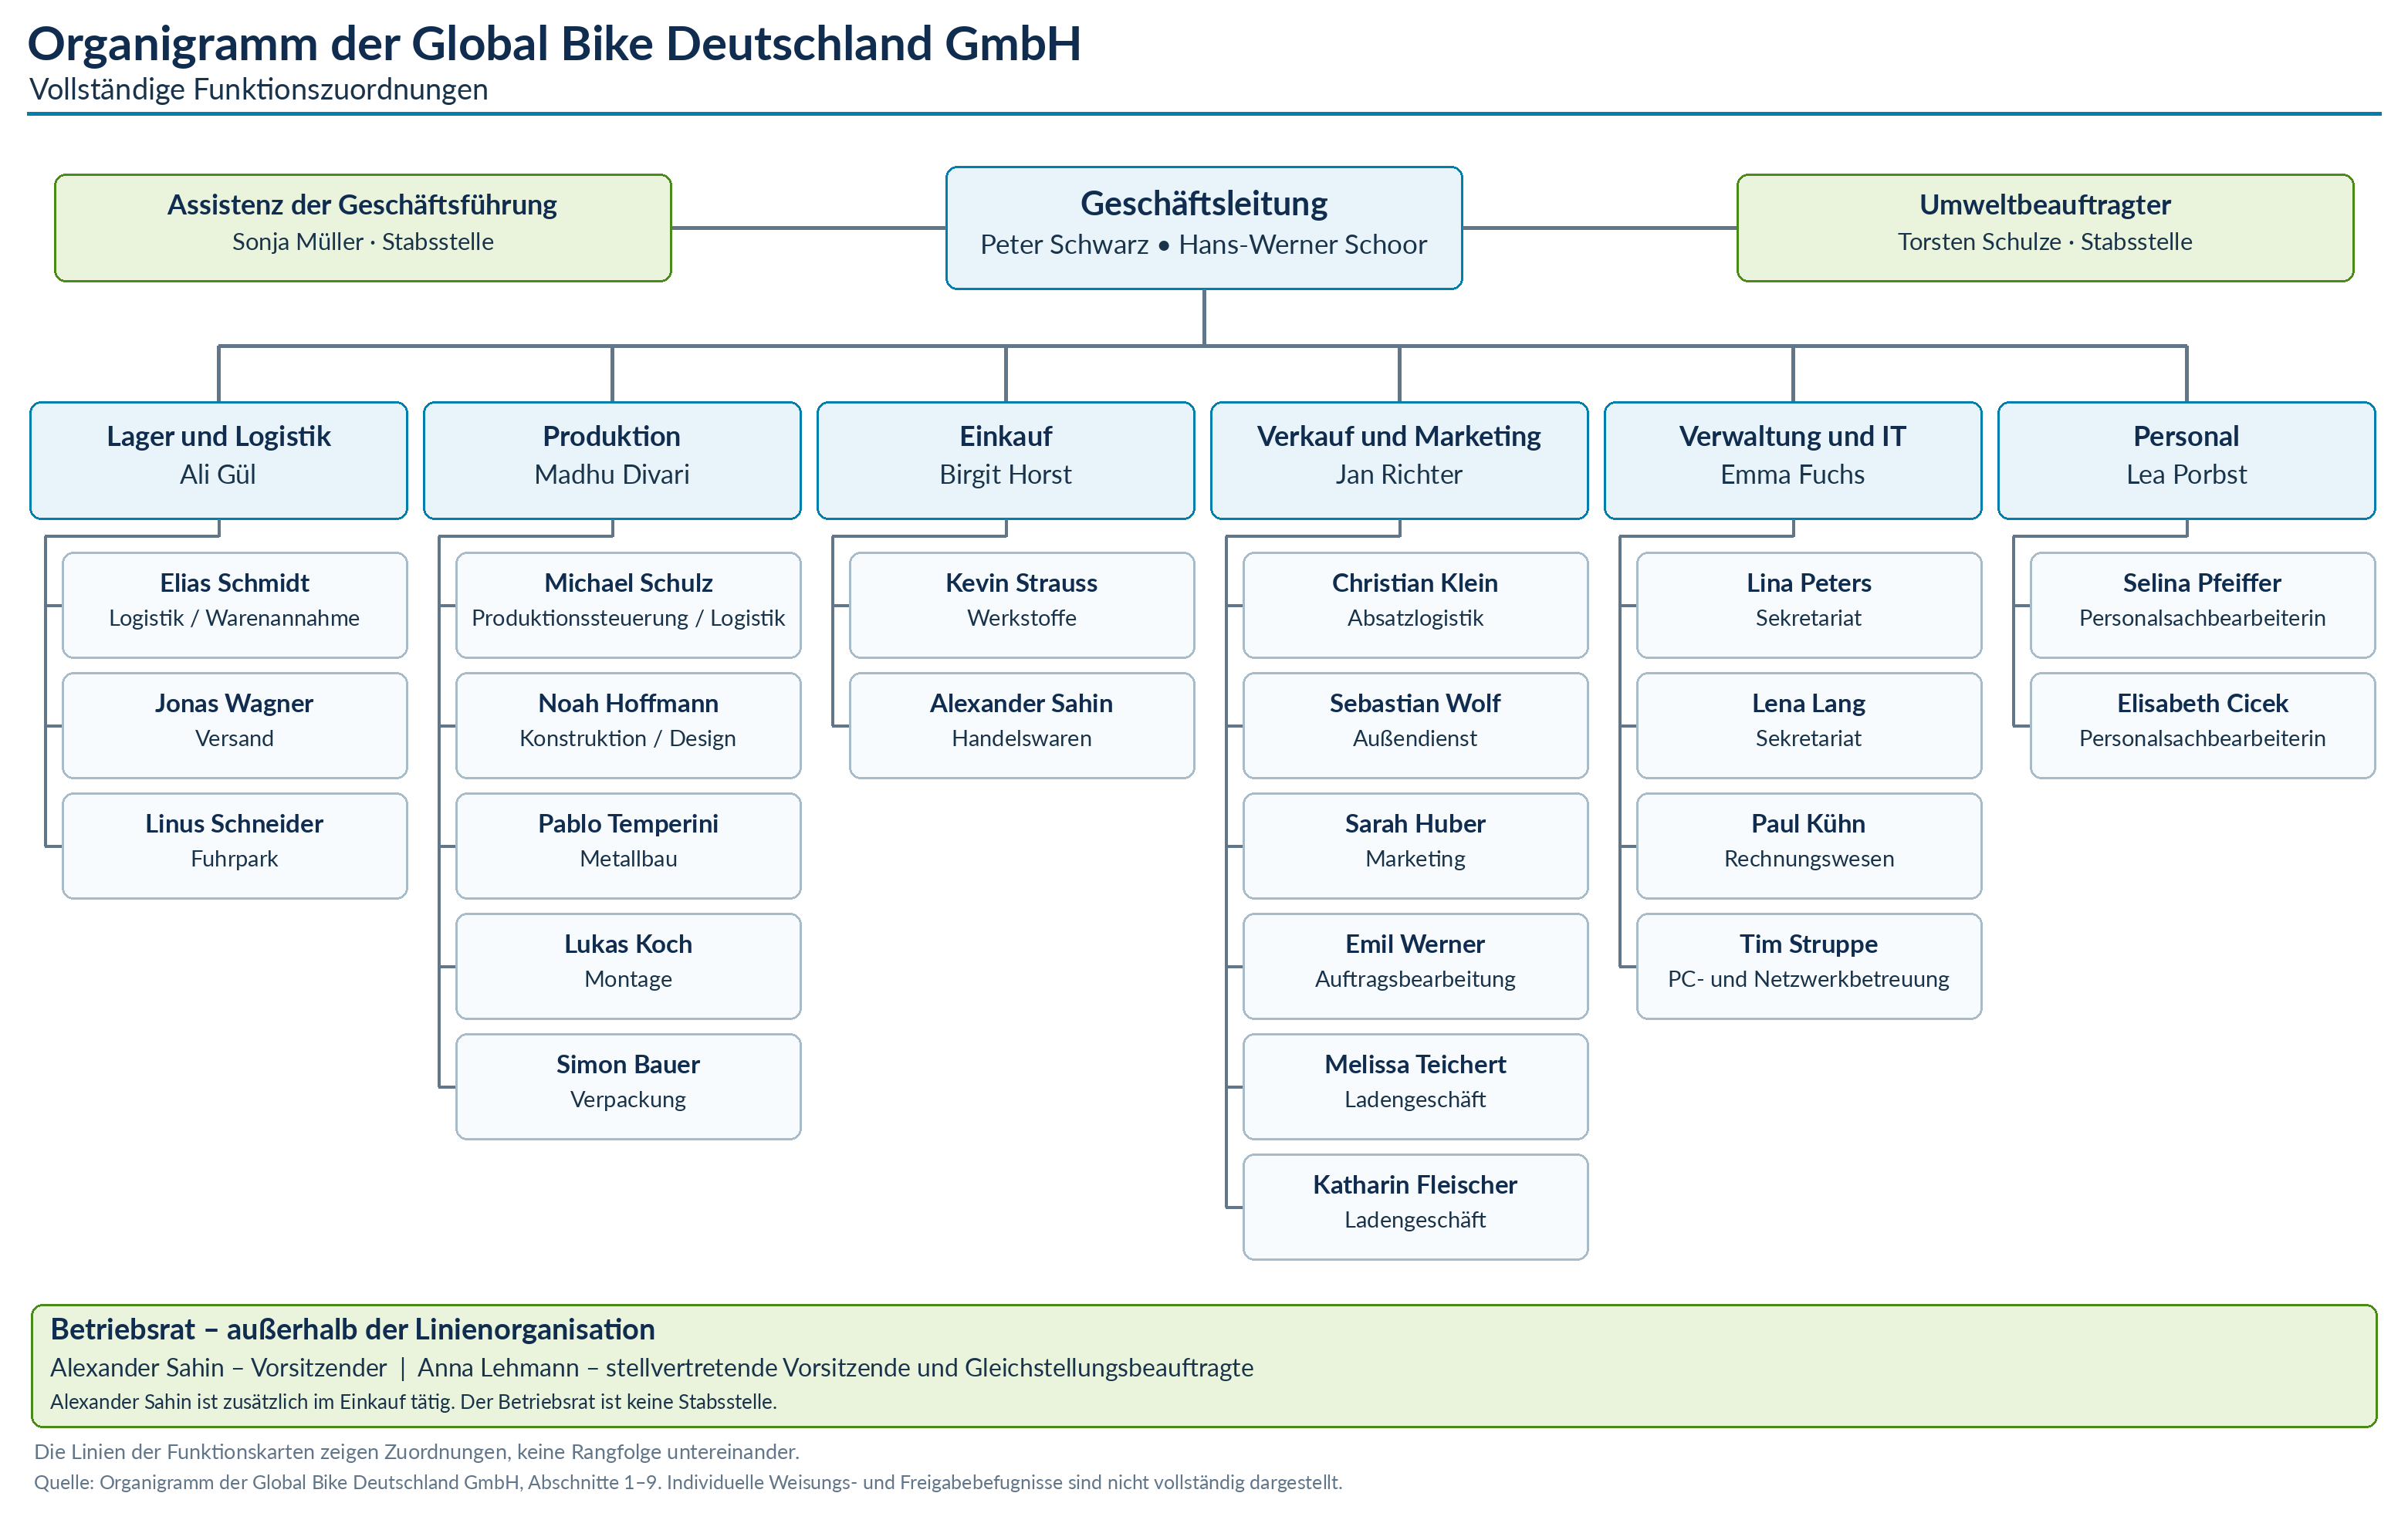 Organigramm der Global Bike Deutschland GmbH
Vollständige Funktionszuordnungen
Assistenz der Geschäftsführung
Sonja Müller · Stabsstelle
Geschäftsleitung
Peter Schwarz • Hans-Werner Schoor
Umweltbeauftragter
Torsten Schulze · Stabsstelle
Lager und Logistik
Ali Gül
Elias Schmidt
Logistik / Warenannahme
Jonas Wagner
Versand
Linus Schneider
Fuhrpark
Produktion
Madhu Divari
Michael Schulz
Produktionssteuerung / Logistik
Noah Hoffmann
Konstruktion / Design
Pablo Temperini
Metallbau
Lukas Koch
Montage
Simon Bauer
Verpackung
Einkauf
Birgit Horst
Kevin Strauss
Werkstoffe
Alexander Sahin
Handelswaren
Verkauf und Marketing
Jan Richter
Christian Klein
Absatzlogistik
Sebastian Wolf
Außendienst
Sarah Huber
Marketing
Emil Werner
Auftragsbearbeitung
Melissa Teichert
Ladengeschäft
Katharin Fleischer
Ladengeschäft
Verwaltung und IT
Emma Fuchs
Lina Peters
Sekretariat
Lena Lang
Sekretariat
Paul Kühn
Rechnungswesen
Tim Struppe
PC- und Netzwerkbetreuung
Personal
Lea Porbst
Selina Pfeiffer
Personalsachbearbeiterin
Elisabeth Cicek
Personalsachbearbeiterin
Betriebsrat – außerhalb der Linienorganisation
Alexander Sahin – Vorsitzender | Anna Lehmann – stellvertretende Vorsitzende und Gleichstellungsbeauftragte
Alexander Sahin ist zusätzlich im Einkauf tätig. Der Betriebsrat ist keine Stabsstelle.
Die Linien der Funktionskarten zeigen Zuordnungen, keine Rangfolge untereinander.
Quelle: Organigramm der Global Bike Deutschland GmbH, Abschnitte 1–9. Individuelle Weisungs- und Freigabebefugnisse sind nicht vollständig dargestellt.